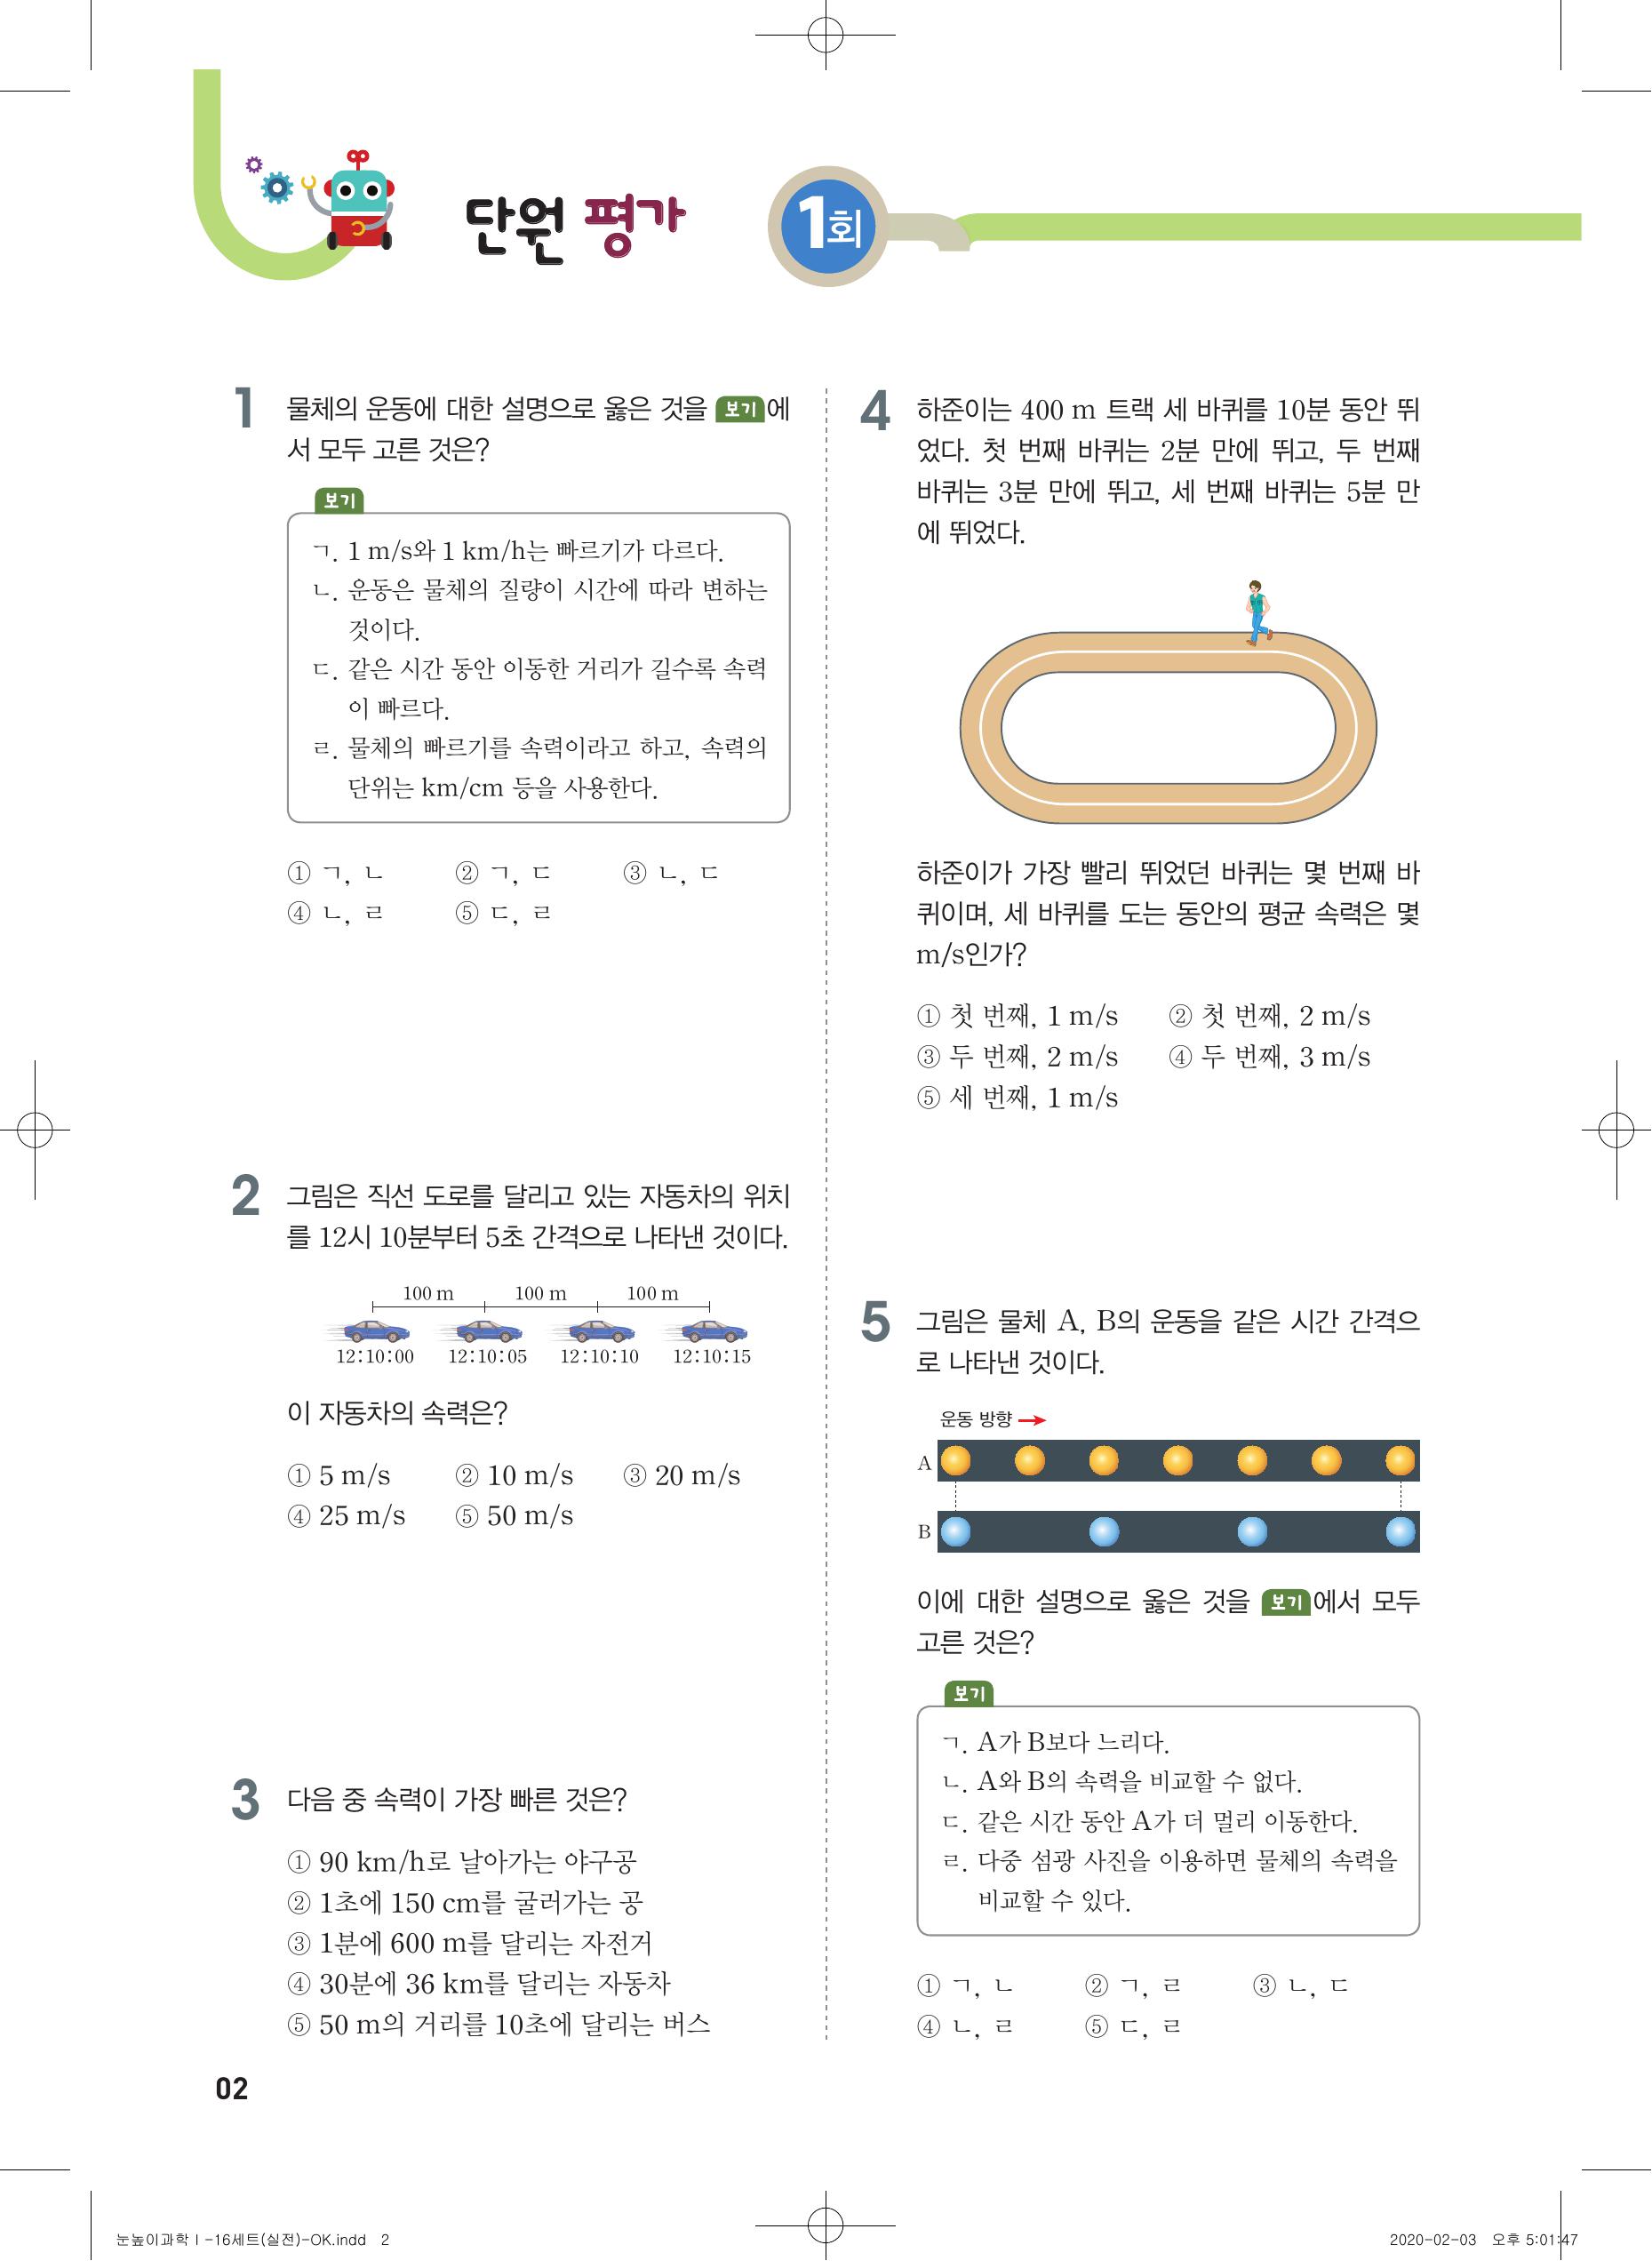 단원 평가 1회
1 물체의 운동에 대한 설명으로 옳은 것을 보기에
서 모두 고른 것은?
보기
ㄱ. 1 m/s와 1 km/h는 빠르기가 다르다.
ㄴ. 운동은 물체의 질량이 시간에 따라 변하는
것이다.
ㄷ. 같은 시간 동안 이동한 거리가 길수록 속력
이 빠르다.
ㄹ. 물체의 빠르기를 속력이라고 하고, 속력의
단위는 km/cm 등을 사용한다.
① ㄱ, ㄴ ② ㄱ, ㄷ ③ ㄴ, ㄷ
④ ㄴ, ㄹ ⑤ ㄷ, ㄹ
2 그림은 직선 도로를 달리고 있는 자동차의 위치
를 12시 10분부터 5초 간격으로 나타낸 것이다.
100 m 100 m 100 m
12:10:00 12:10:05 12:10:10 12:10:15
이 자동차의 속력은?
① 5 m/s ② 10 m/s ③ 20 m/s
④ 25 m/s ⑤ 50 m/s
3 다음 중 속력이 가장 빠른 것은?
① 90 km/h로 날아가는 야구공
② 1초에 150 cm를 굴러가는 공
③ 1분에 600 m를 달리는 자전거
④ 30분에 36 km를 달리는 자동차
⑤ 50 m의 거리를 10초에 달리는 버스
4 하준이는 400 m 트랙 세 바퀴를 10분 동안 뛰
었다. 첫 번째 바퀴는 2분 만에 뛰고, 두 번째
바퀴는 3분 만에 뛰고, 세 번째 바퀴는 5분 만
에 뛰었다.
하준이가 가장 빨리 뛰었던 바퀴는 몇 번째 바
퀴이며, 세 바퀴를 도는 동안의 평균 속력은 몇
m/s인가?
① 첫 번째, 1 m/s ② 첫 번째, 2 m/s
③ 두 번째, 2 m/s ④ 두 번째, 3 m/s
⑤ 세 번째, 1 m/s
5 그림은 물체 A, B의 운동을 같은 시간 간격으
로 나타낸 것이다.
운동 방향
A
B
이에 대한 설명으로 옳은 것을 보기에서 모두
고른 것은?
보기
ㄱ. A가 B보다 느리다.
ㄴ. A와 B의 속력을 비교할 수 없다.
ㄷ. 같은 시간 동안 A가 더 멀리 이동한다.
ㄹ. 다중 섬광 사진을 이용하면 물체의 속력을
비교할 수 있다.
① ㄱ, ㄴ ② ㄱ, ㄹ ③ ㄴ, ㄷ
④ ㄴ, ㄹ ⑤ ㄷ, ㄹ
02
눈높이과학Ⅰ-16세트(실전)-OK.indd 2
2020-02-03 오후 5:01:47